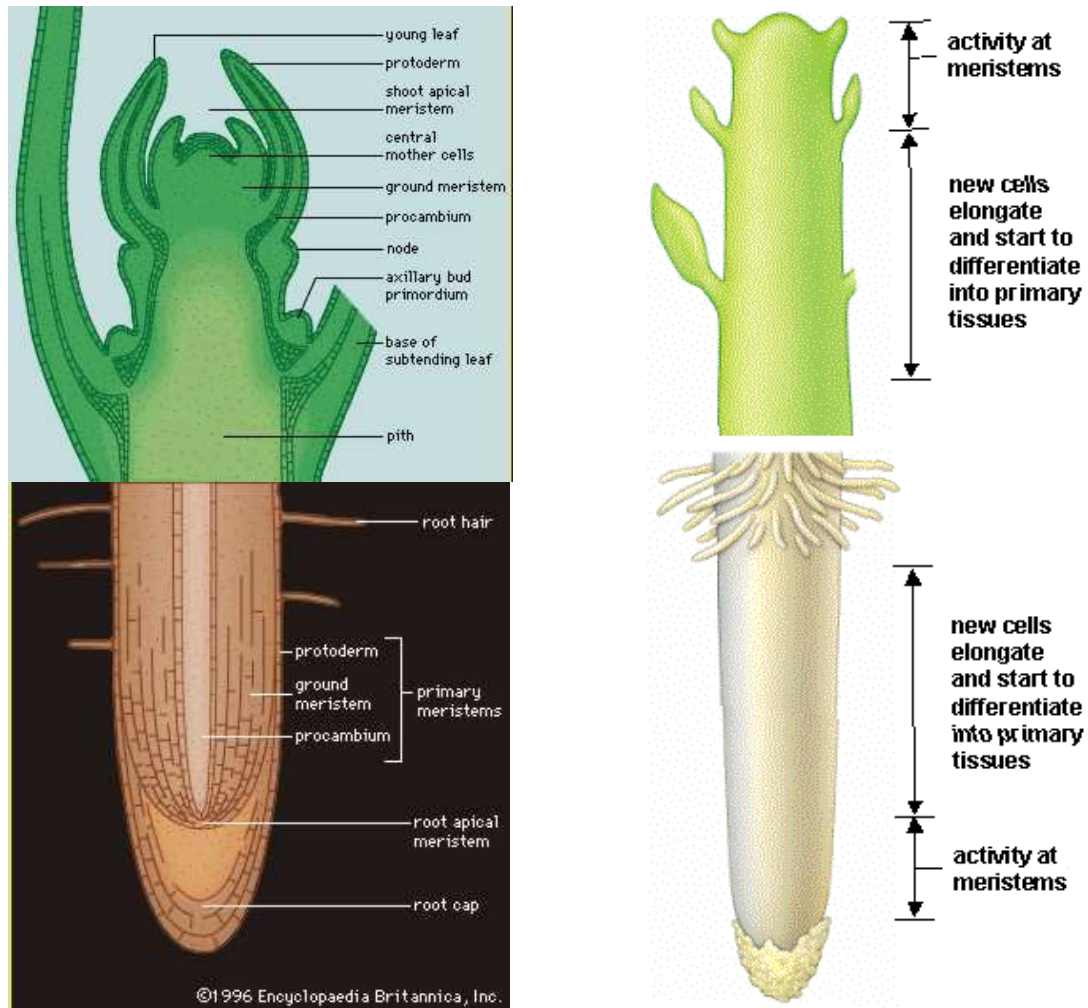 young leaf
protoderm
shoot apical
meristem
central
mother cells
ground meristem
procambium
node
axillary bud
primordium
base of
subtending leaf
pith
activity at
meristems
new cells
elongate
and start to
differentiate
into primary
tissues
root hair
protoderm
ground
meristem
procambium
primary
meristems
root apical
meristem
root cap
©1996 Encyclopaedia Britannica, Inc.
new cells
elongate
and start to
differentiate
into primary
tissues
activity at
meristems